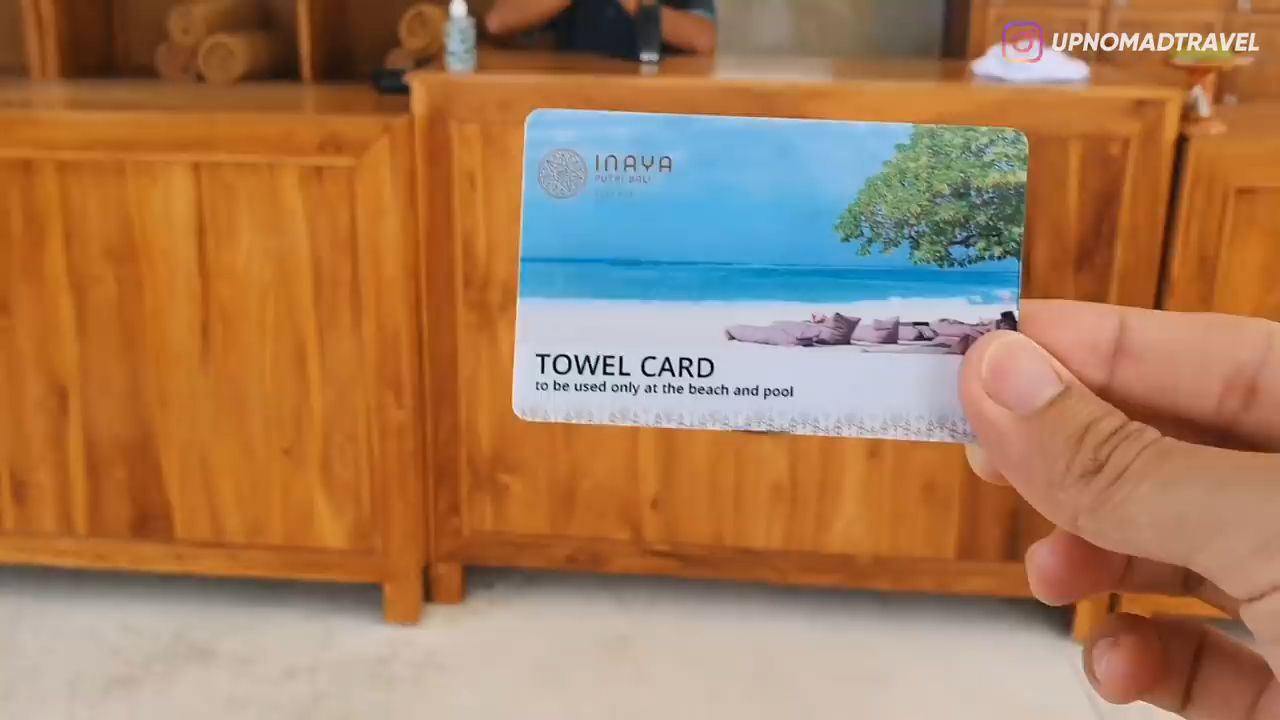 UPNOMADTRAVEL
INAYA
PUTRI BALI
TOWEL CARD
to be used only at the beach and pool